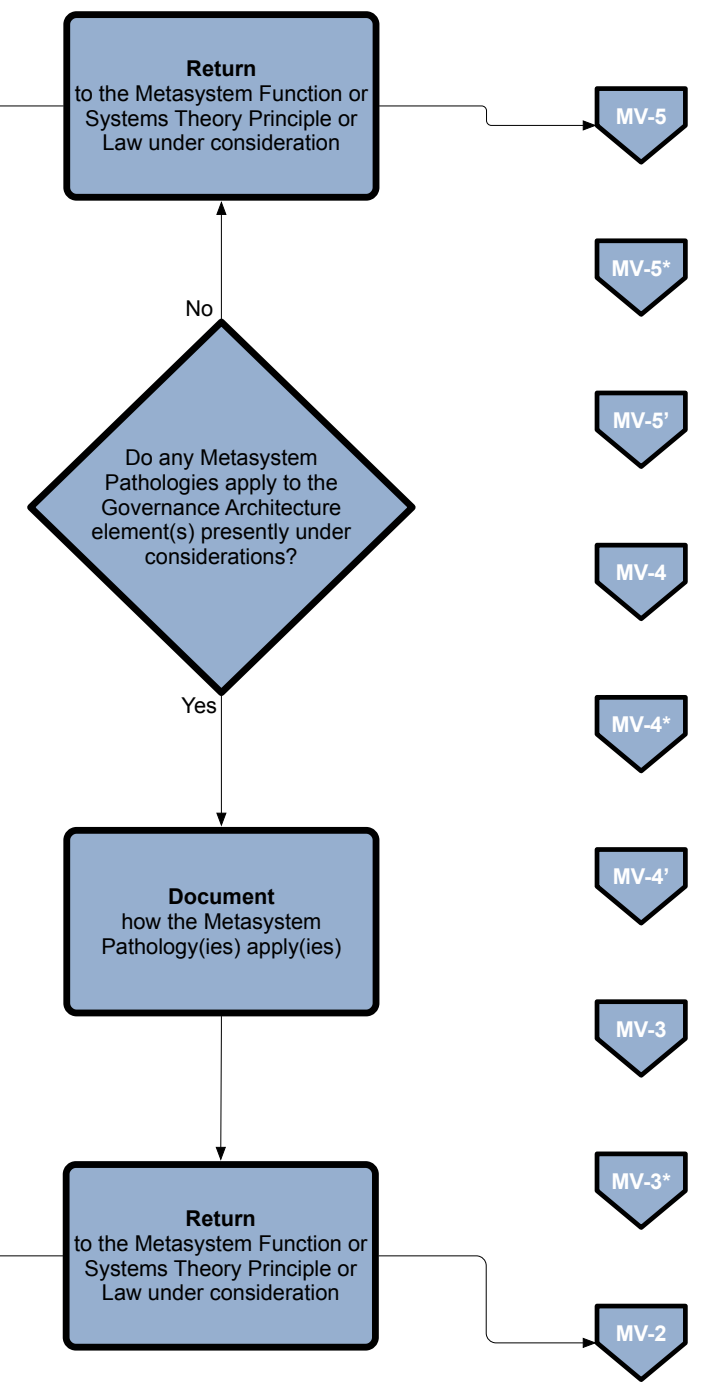 Return
to the Metasystem Function or
Systems Theory Principle or
Law under consideration
MV-5
MV-5*
No
MV-5’
Do any Metasystem
Pathologies apply to the
Governance Architecture
element(s) presently under
considerations?
MV-4
Yes
MV-4*
MV-4’
Document
how the Metasystem
Pathology(ies) apply(ies)
MV-3
MV-3*
Return
to the Metasystem Function or
Systems Theory Principle or
Law under consideration
MV-2